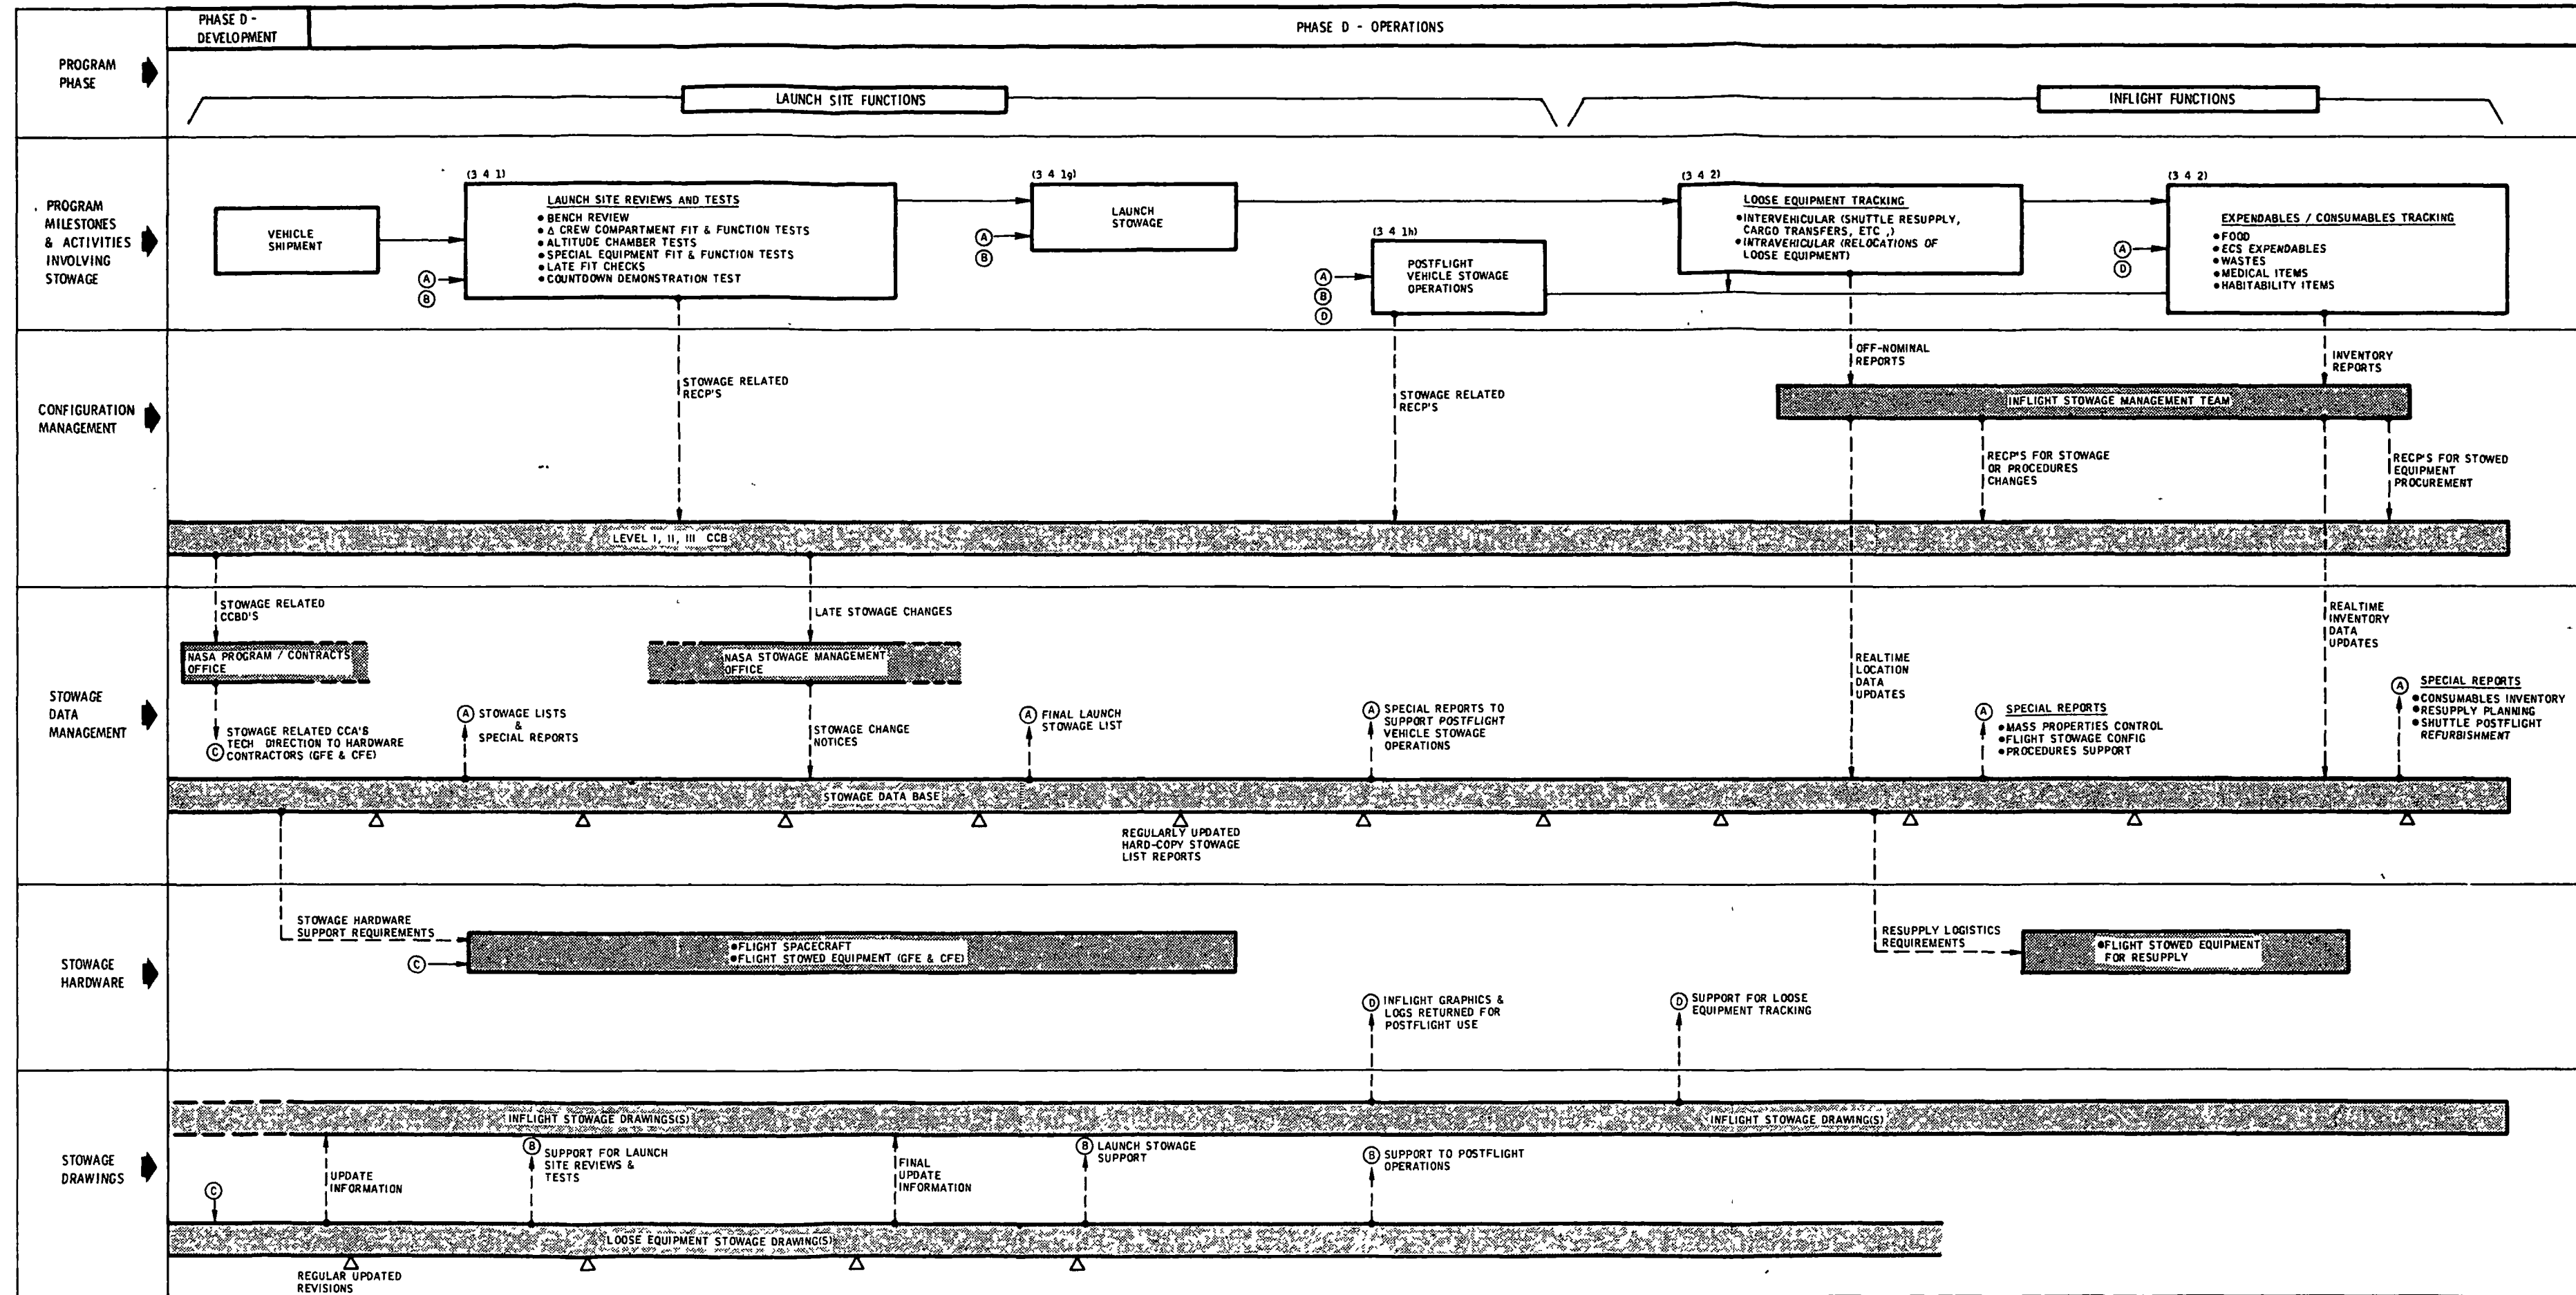 PHASE D -
DEVELOPMENT
PHASE D - OPERATIONS
PROGRAM
PHASE
LAUNCH SITE FUNCTIONS
INFLIGHT FUNCTIONS
PROGRAM
MILESTONES
& ACTIVITIES
INVOLVING
STOWAGE
VEHICLE
SHIPMENT
(3 4 1)
LAUNCH SITE REVIEWS AND TESTS
●BENCH REVIEW
●Δ CREW COMPARTMENT FIT & FUNCTION TESTS
●ALTITUDE CHAMBER TESTS
●SPECIAL EQUIPMENT FIT & FUNCTION TESTS
●LATE FIT CHECKS
●COUNTDOWN DEMONSTRATION TEST
A
B
(3 4 1g)
LAUNCH
STOWAGE
A
B
(3 4 1h)
POSTFLIGHT
VEHICLE STOWAGE
OPERATIONS
A
B
D
(3 4 2)
LOOSE EQUIPMENT TRACKING
●INTERVEHICULAR (SHUTTLE RESUPPLY,
CARGO TRANSFERS, ETC ,)
●INTRAVEHICULAR (RELOCATIONS OF
LOOSE EQUIPMENT)
(3 4 2)
EXPENDABLES / CONSUMABLES TRACKING
●FOOD
●ECS EXPENDABLES
●WASTES
●MEDICAL ITEMS
●HABITABILITY ITEMS
A
D
CONFIGURATION
MANAGEMENT
STOWAGE RELATED
RECP'S
STOWAGE RELATED
RECP'S
OFF-NOMINAL
REPORTS
INVENTORY
REPORTS
INFLIGHT STOWAGE MANAGEMENT TEAM
RECP'S FOR STOWAGE
OR PROCEDURES
CHANGES
RECP'S FOR STOWED
EQUIPMENT
PROCUREMENT
LEVEL I, II, III CCB
STOWAGE
DATA
MANAGEMENT
STOWAGE RELATED
CCBD'S
NASA PROGRAM / CONTRACTS
OFFICE
STOWAGE RELATED CCA'S
TECH DIRECTION TO HARDWARE
C CONTRACTORS (GFE & CFE)
A STOWAGE LISTS
&
SPECIAL REPORTS
LATE STOWAGE CHANGES
NASA STOWAGE MANAGEMENT
OFFICE
STOWAGE CHANGE
NOTICES
A FINAL LAUNCH
STOWAGE LIST
A SPECIAL REPORTS TO
SUPPORT POSTFLIGHT
VEHICLE STOWAGE
OPERATIONS
REALTIME
LOCATION
DATA
UPDATES
A SPECIAL REPORTS
●MASS PROPERTIES CONTROL
●FLIGHT STOWAGE CONFIG
●PROCEDURES SUPPORT
REALTIME
INVENTORY
DATA
UPDATES
A SPECIAL REPORTS
●CONSUMABLES INVENTORY
●RESUPPLY PLANNING
●SHUTTLE POSTFLIGHT
REFURBISHMENT
STOWAGE DATA BASE
REGULARLY UPDATED
HARD-COPY STOWAGE
LIST REPORTS
STOWAGE
HARDWARE
STOWAGE HARDWARE
SUPPORT REQUIREMENTS
C
●FLIGHT SPACECRAFT
●FLIGHT STOWED EQUIPMENT (GFE & CFE)
RESUPPLY LOGISTICS
REQUIREMENTS
●FLIGHT STOWED EQUIPMENT
FOR RESUPPLY
D INFLIGHT GRAPHICS &
LOGS RETURNED FOR
POSTFLIGHT USE
D SUPPORT FOR LOOSE
EQUIPMENT TRACKING
STOWAGE
DRAWINGS
INFLIGHT STOWAGE DRAWINGS(S)
INFLIGHT STOWAGE DRAWING(S)
C
UPDATE
INFORMATION
B SUPPORT FOR LAUNCH
SITE REVIEWS &
TESTS
FINAL
UPDATE
INFORMATION
B LAUNCH STOWAGE
SUPPORT
B SUPPORT TO POSTFLIGHT
OPERATIONS
LOOSE EQUIPMENT STOWAGE DRAWING(S)
REGULAR UPDATED
REVISIONS